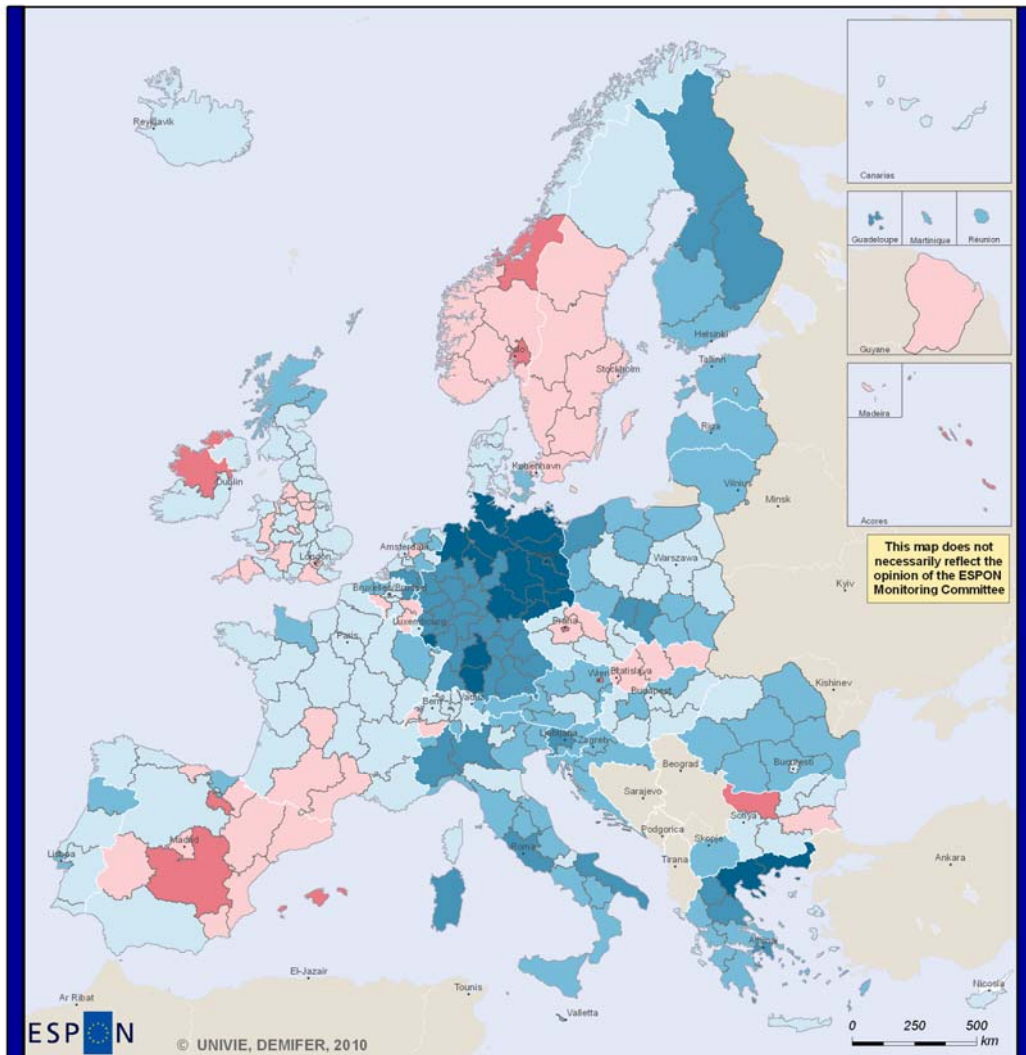 Canarias
Guadeloupe
Martinique
Réunion
Guyane
Madeira
Acores
This map does not
necessarily reflect the
opinion of the ESPON
Monitoring Committee
Reykjavik
Oslo
Stockholm
Helsinki
Tallinn
Riga
Vilnius
Minsk
København
Dublin
London
Amsterdam
Warszawa
Kyiv
Luxembourg
Praha
Paris
Wien
Bratislava
Budapest
Kishinev
Bern
Vaduz
Ljubljana
Zagreb
Beograd
Bucuresti
Sarajevo
Sofiya
Podgorica
Skopje
Tirana
Roma
Madrid
Lisboa
Ankara
El-Jazair
Tounis
Ar Ribat
Valletta
Nicosia
ESPON
© UNIVIE, DEMIFER, 2010
0 250 500
km